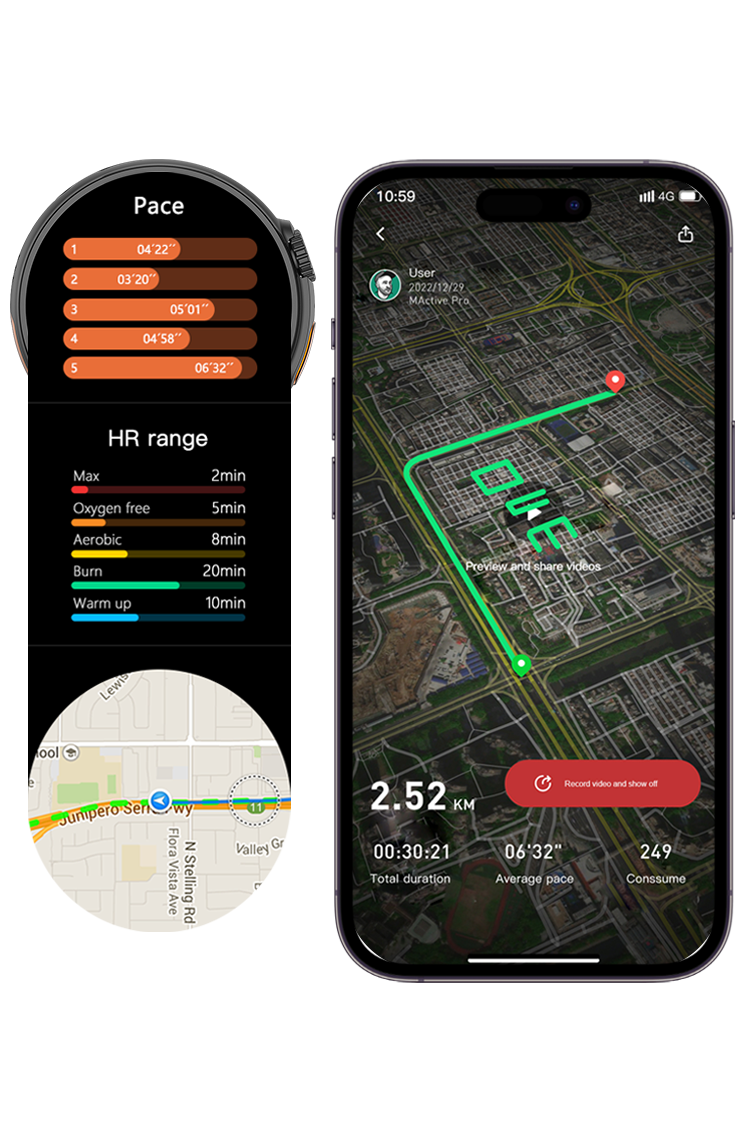 Pace
1 04´22´´
2 03´20´´
3 05´01´´
4 04´58´´
5 06´32´´
HR range
Max 2min
Oxygen free 5min
Aerobic 8min
Burn 20min
Warm up 10min
Lewis
ool
Junipero Serra Pwy
11
Valley Gr
N Stelling Rd
Flora Vista Ave
10:59 4G
User
2022/12/29
MActive Pro
Preview and share videos
Record video and show off
2.52 KM
00:30:21 06'32" 249
Total duration Average pace Conssume